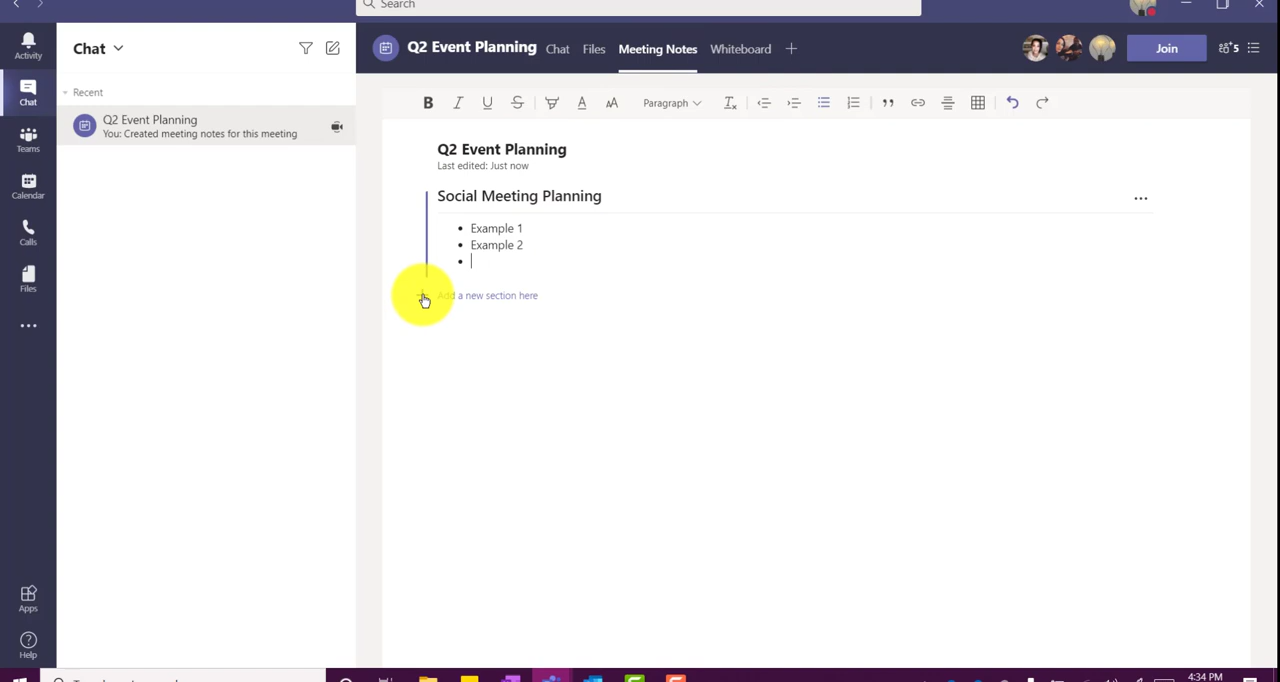 Search
Activity
Chat
Teams
Calendar
Calls
Files
Apps
Help
Chat
Recent
Q2 Event Planning
You: Created meeting notes for this meeting
Q2 Event Planning Chat Files Meeting Notes Whiteboard
Join
5
B I U S A AA Paragraph
Q2 Event Planning
Last edited: Just now
Social Meeting Planning
• Example 1
• Example 2
Add a new section here
4:34 PM